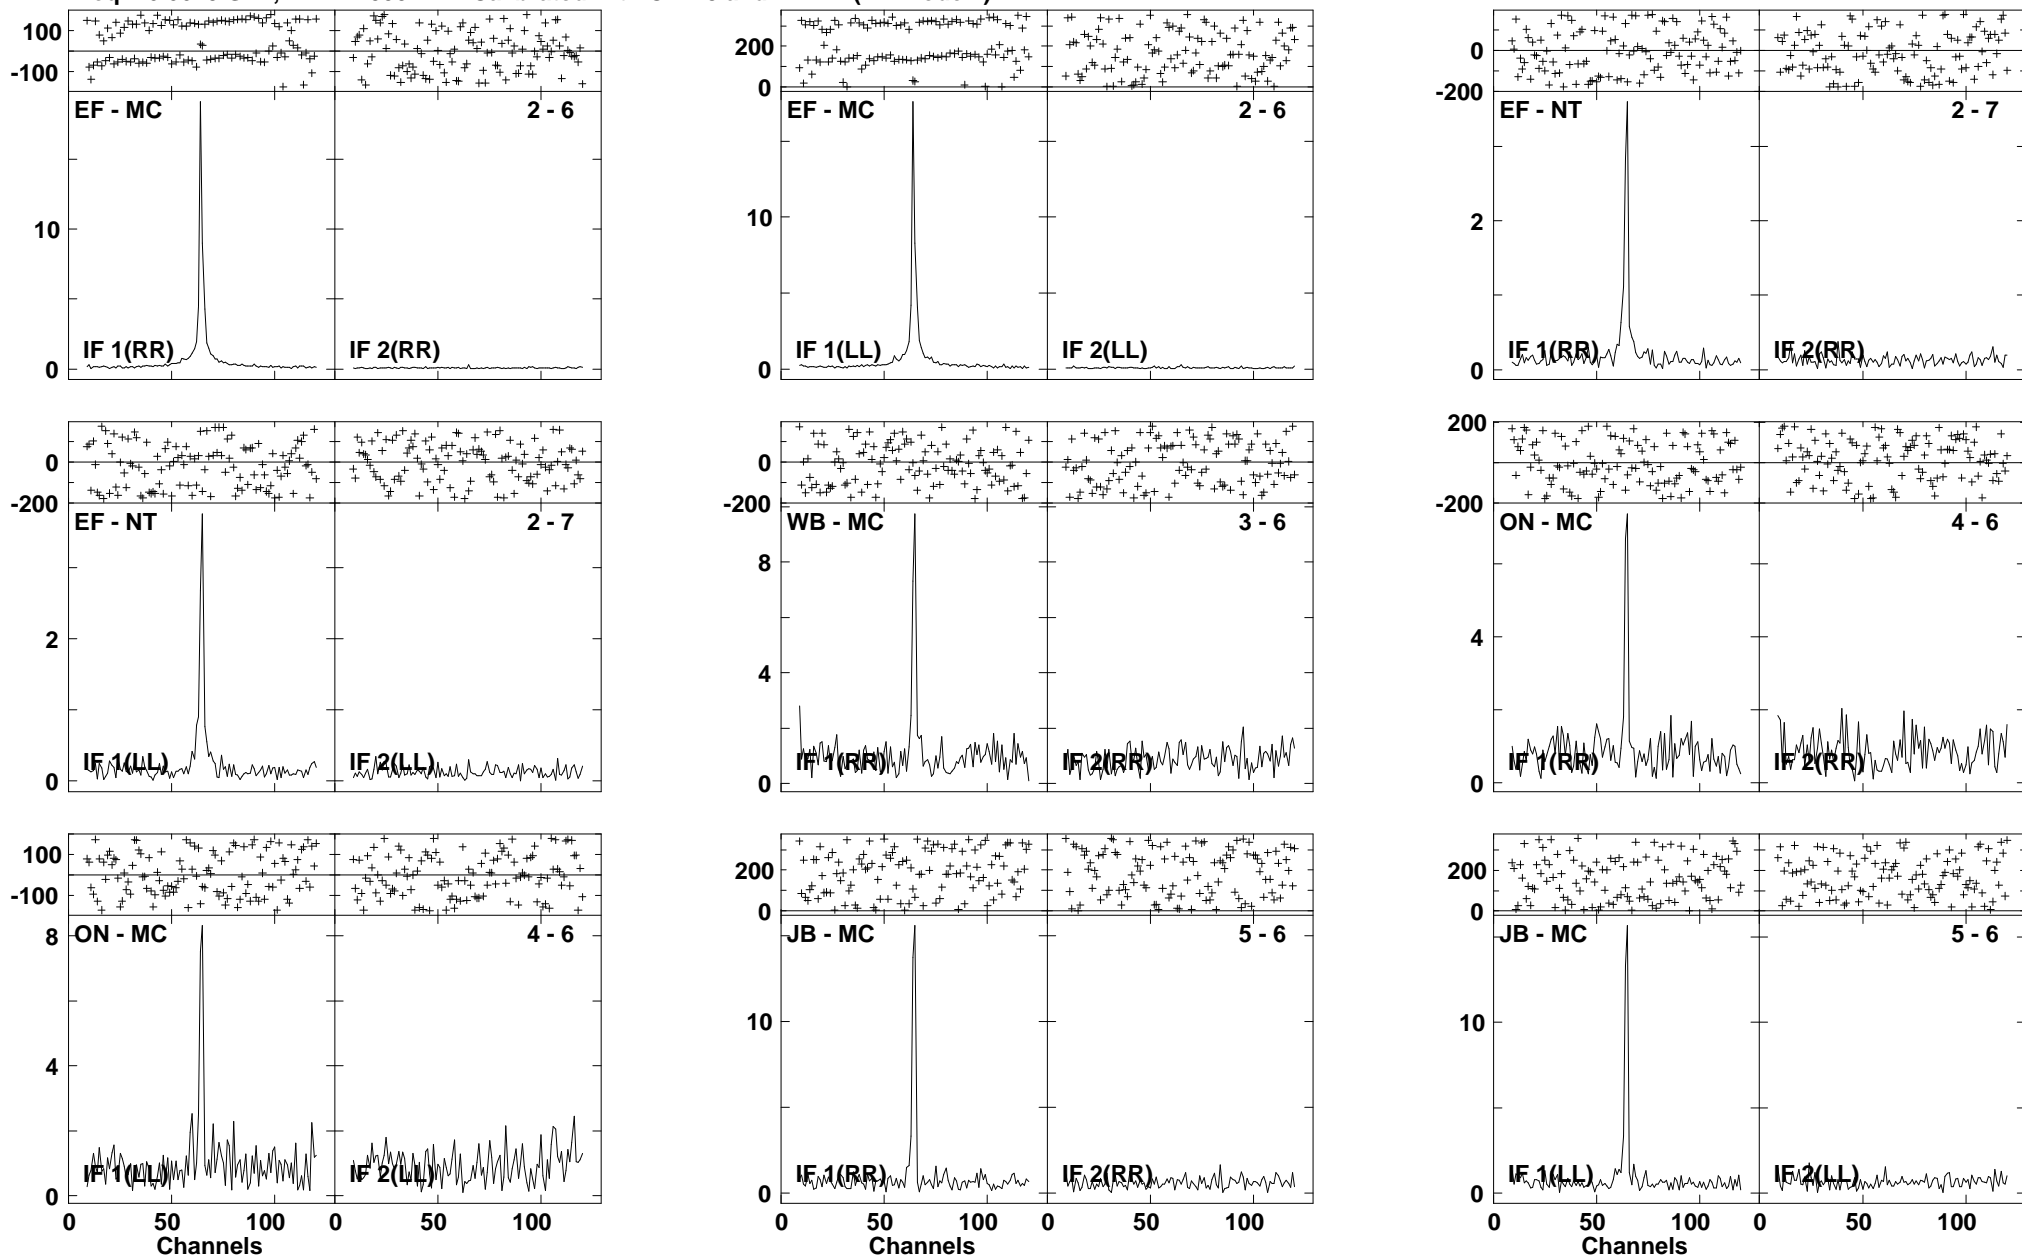 100
-100
EF - MC
2 - 6
10
0
IF 1(RR)
IF 2(RR)
200
0
EF - MC
2 - 6
10
0
IF 1(LL)
IF 2(LL)
0
-200
EF - NT
2 - 7
2
0
IF 1(RR)
IF 2(RR)
0
-200
EF - NT
2 - 7
2
0
IF 1(LL)
IF 2(LL)
0
-200
WB - MC
3 - 6
8
4
0
IF 1(RR)
IF 2(RR)
200
-200
ON - MC
4 - 6
4
0
IF 1(RR)
IF 2(RR)
100
-100
ON - MC
4 - 6
8
4
0
IF 1(LL)
IF 2(LL)
0 50 100 0 50 100
Channels
200
0
JB - MC
5 - 6
10
0
IF 1(RR)
IF 2(RR)
0 50 100 0 50 100
Channels
200
0
JB - MC
5 - 6
10
0
IF 1(LL)
IF 2(LL)
0 50 100 0 50 100
Channels